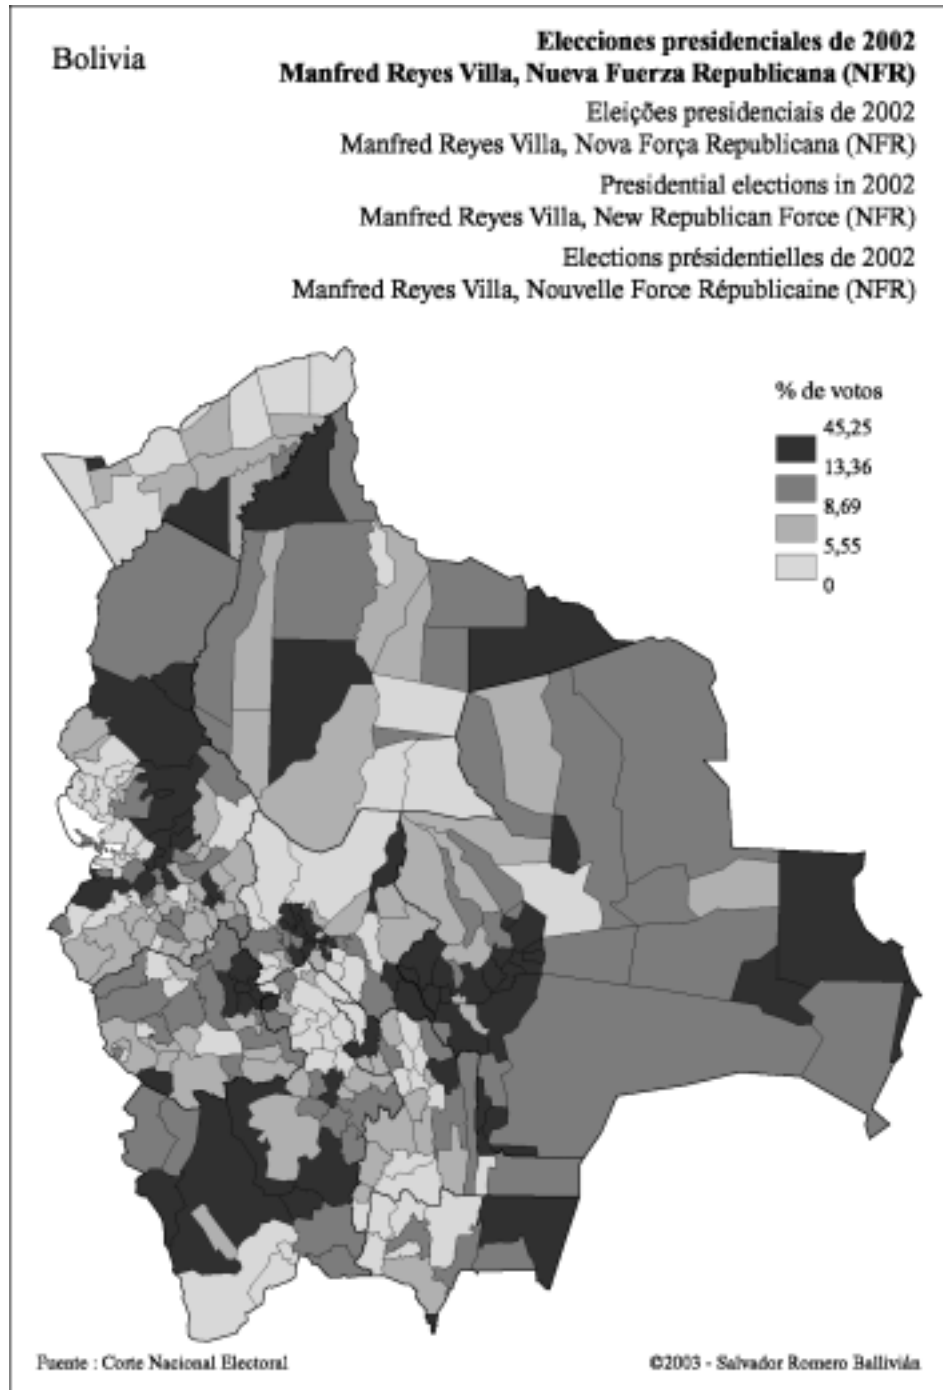 Bolivia
Elecciones presidenciales de 2002
Manfred Reyes Villa, Nueva Fuerza Republicana (NFR)
Eleições presidenciais de 2002
Manfred Reyes Villa, Nova Força Republicana (NFR)
Presidential elections in 2002
Manfred Reyes Villa, New Republican Force (NFR)
Elections présidentielles de 2002
Manfred Reyes Villa, Nouvelle Force Républicaine (NFR)
% de votos
45,25
13,36
8,69
5,55
0
Fuente : Corte Nacional Electoral
©2003 - Salvador Romero Ballivián